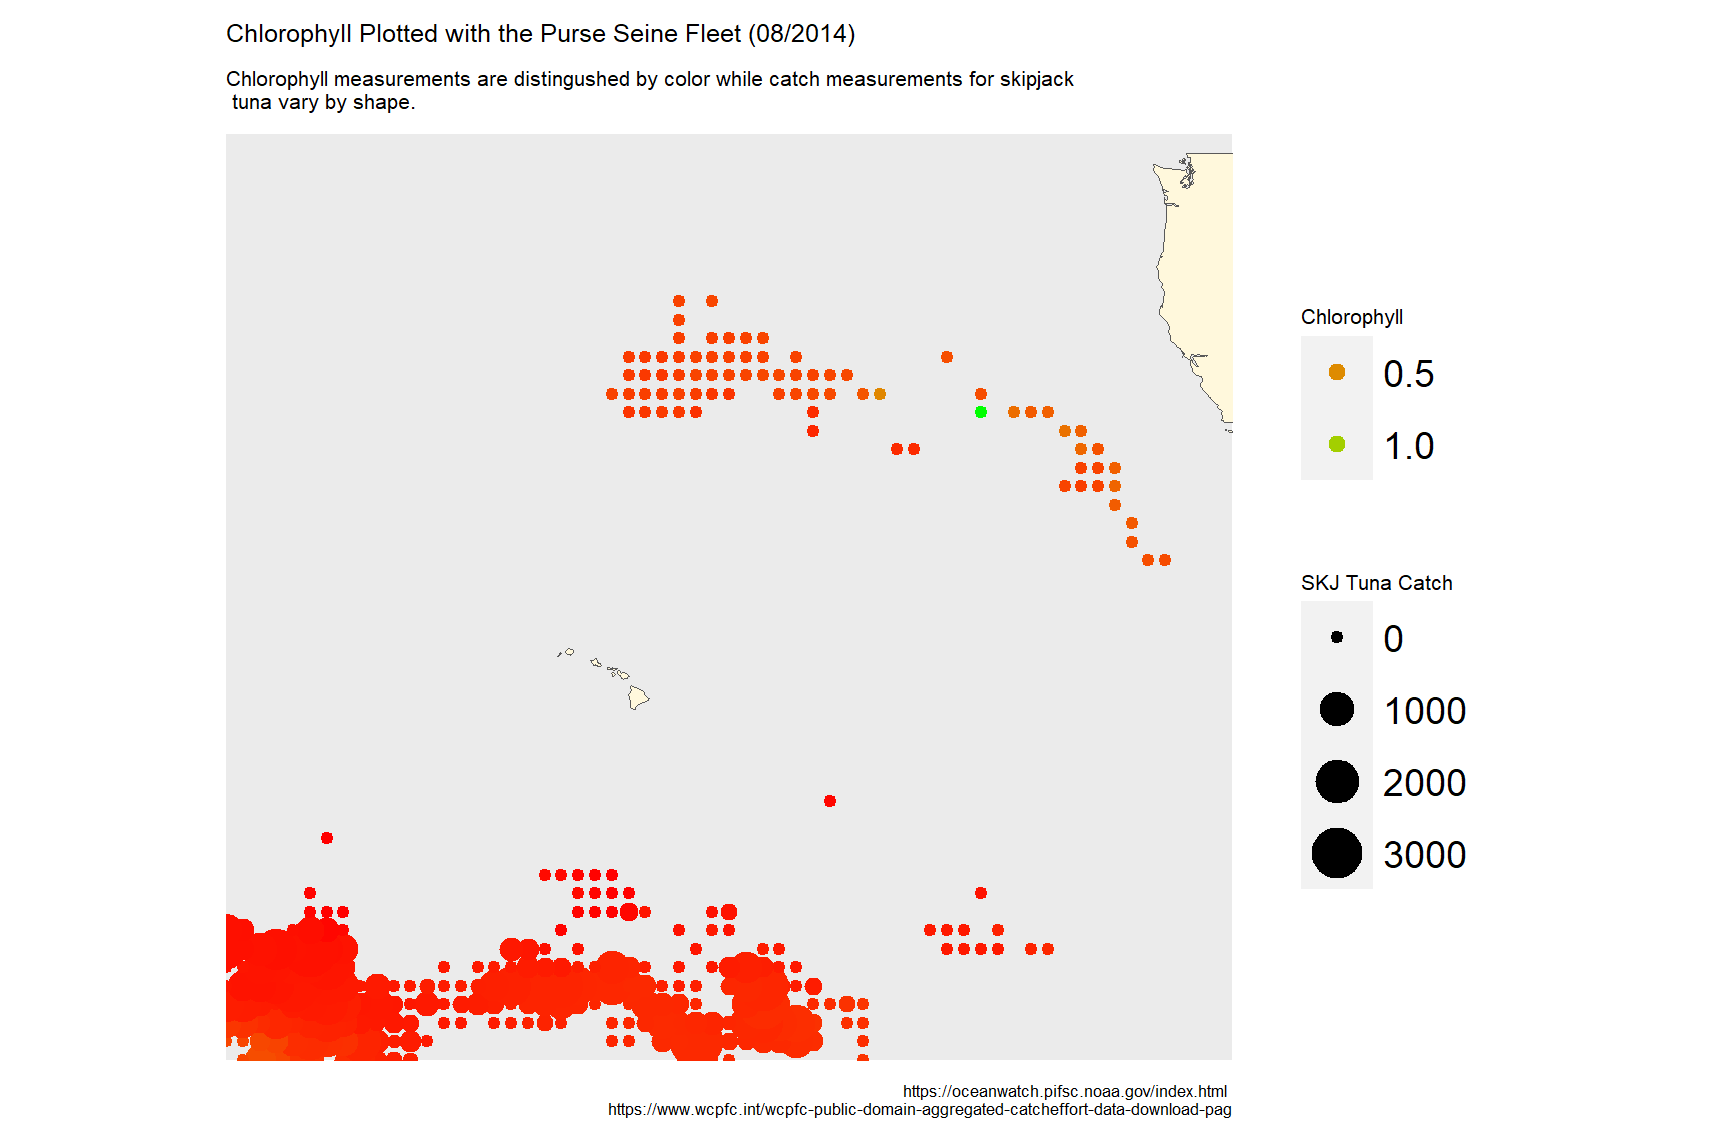 Chlorophyll Plotted with the Purse Seine Fleet (08/2014)
Chlorophyll measurements are distingushed by color while catch measurements for skipjack
tuna vary by shape.
Chlorophyll
0.5
1.0
SKJ Tuna Catch
0
1000
2000
3000
https://oceanwatch.pifsc.noaa.gov/index.html
https://www.wcpfc.int/wcpfc-public-domain-aggregated-catcheffort-data-download-pag